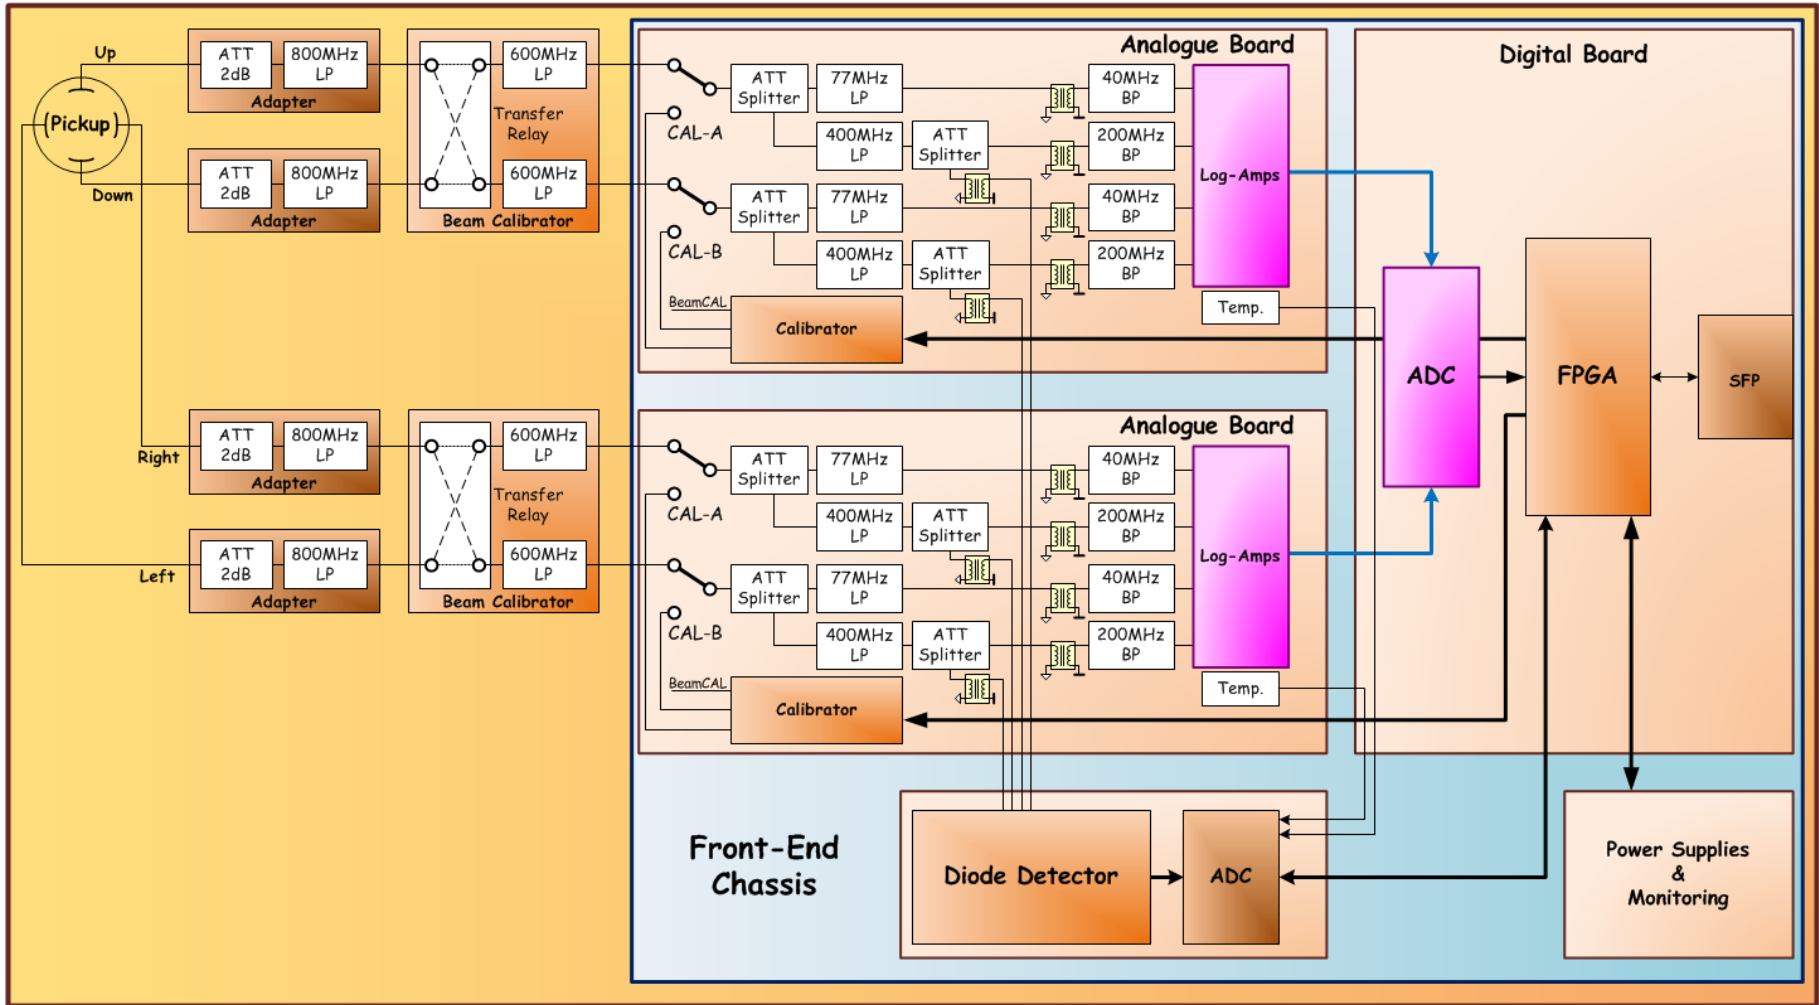 Up
(Pickup)
Down
Right
Left
ATT
2dB
800MHz
LP
Adapter
ATT
2dB
800MHz
LP
Adapter
600MHz
LP
Transfer
Relay
600MHz
LP
Beam Calibrator
ATT
2dB
800MHz
LP
Adapter
ATT
2dB
800MHz
LP
Adapter
600MHz
LP
Transfer
Relay
600MHz
LP
Beam Calibrator
Analogue Board
CAL-A
CAL-B
ATT
Splitter
77MHz
LP
40MHz
BP
400MHz
LP
ATT
Splitter
200MHz
BP
ATT
Splitter
77MHz
LP
40MHz
BP
400MHz
LP
ATT
Splitter
200MHz
BP
Log-Amps
BeamCAL
Calibrator
Temp.
Analogue Board
CAL-A
CAL-B
ATT
Splitter
77MHz
LP
40MHz
BP
400MHz
LP
ATT
Splitter
200MHz
BP
ATT
Splitter
77MHz
LP
40MHz
BP
400MHz
LP
ATT
Splitter
200MHz
BP
Log-Amps
BeamCAL
Calibrator
Temp.
Digital Board
ADC
FPGA
SFP
Front-End
Chassis
Diode Detector
ADC
Power Supplies
&
Monitoring